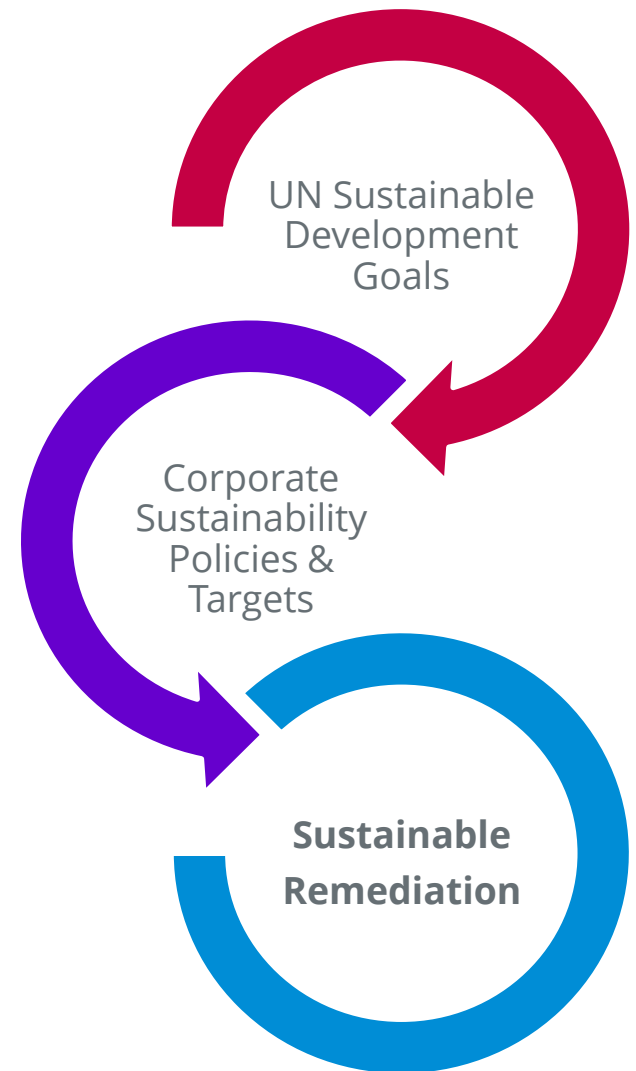 UN Sustainable
Development
Goals
Corporate
Sustainability
Policies &
Targets
Sustainable
Remediation